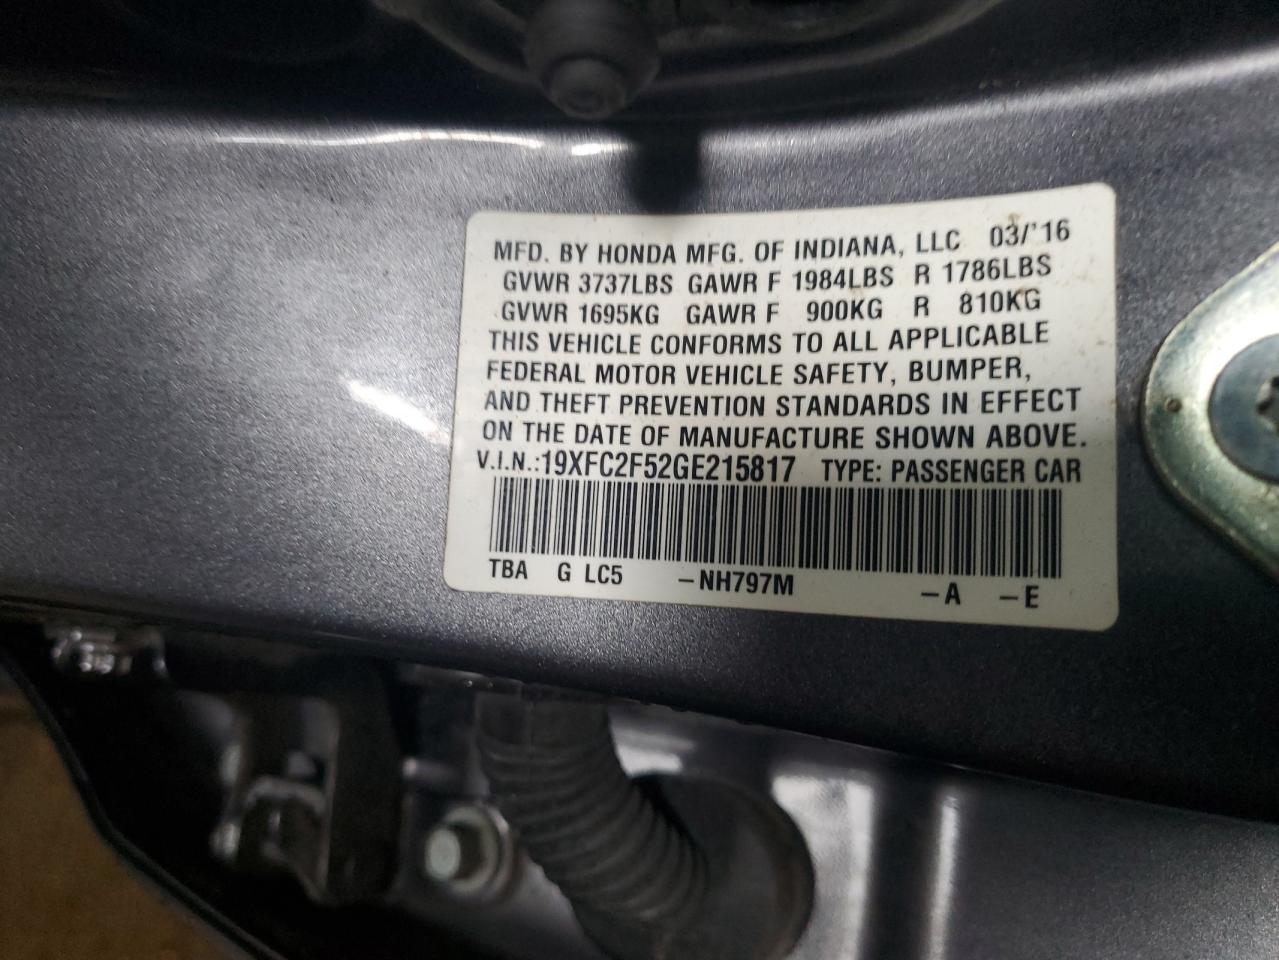 MFD. BY HONDA MFG. OF INDIANA, LLC 03/'16
GVWR 3737LBS GAWR F 1984LBS R 1786LBS
GVWR 1695KG GAWR F 900KG R 810KG
THIS VEHICLE CONFORMS TO ALL APPLICABLE
FEDERAL MOTOR VEHICLE SAFETY, BUMPER,
AND THEFT PREVENTION STANDARDS IN EFFECT
ON THE DATE OF MANUFACTURE SHOWN ABOVE.
V.I.N.:19XFC2F52GE215817 TYPE: PASSENGER CAR
TBA G LC5 -NH797M -A -E